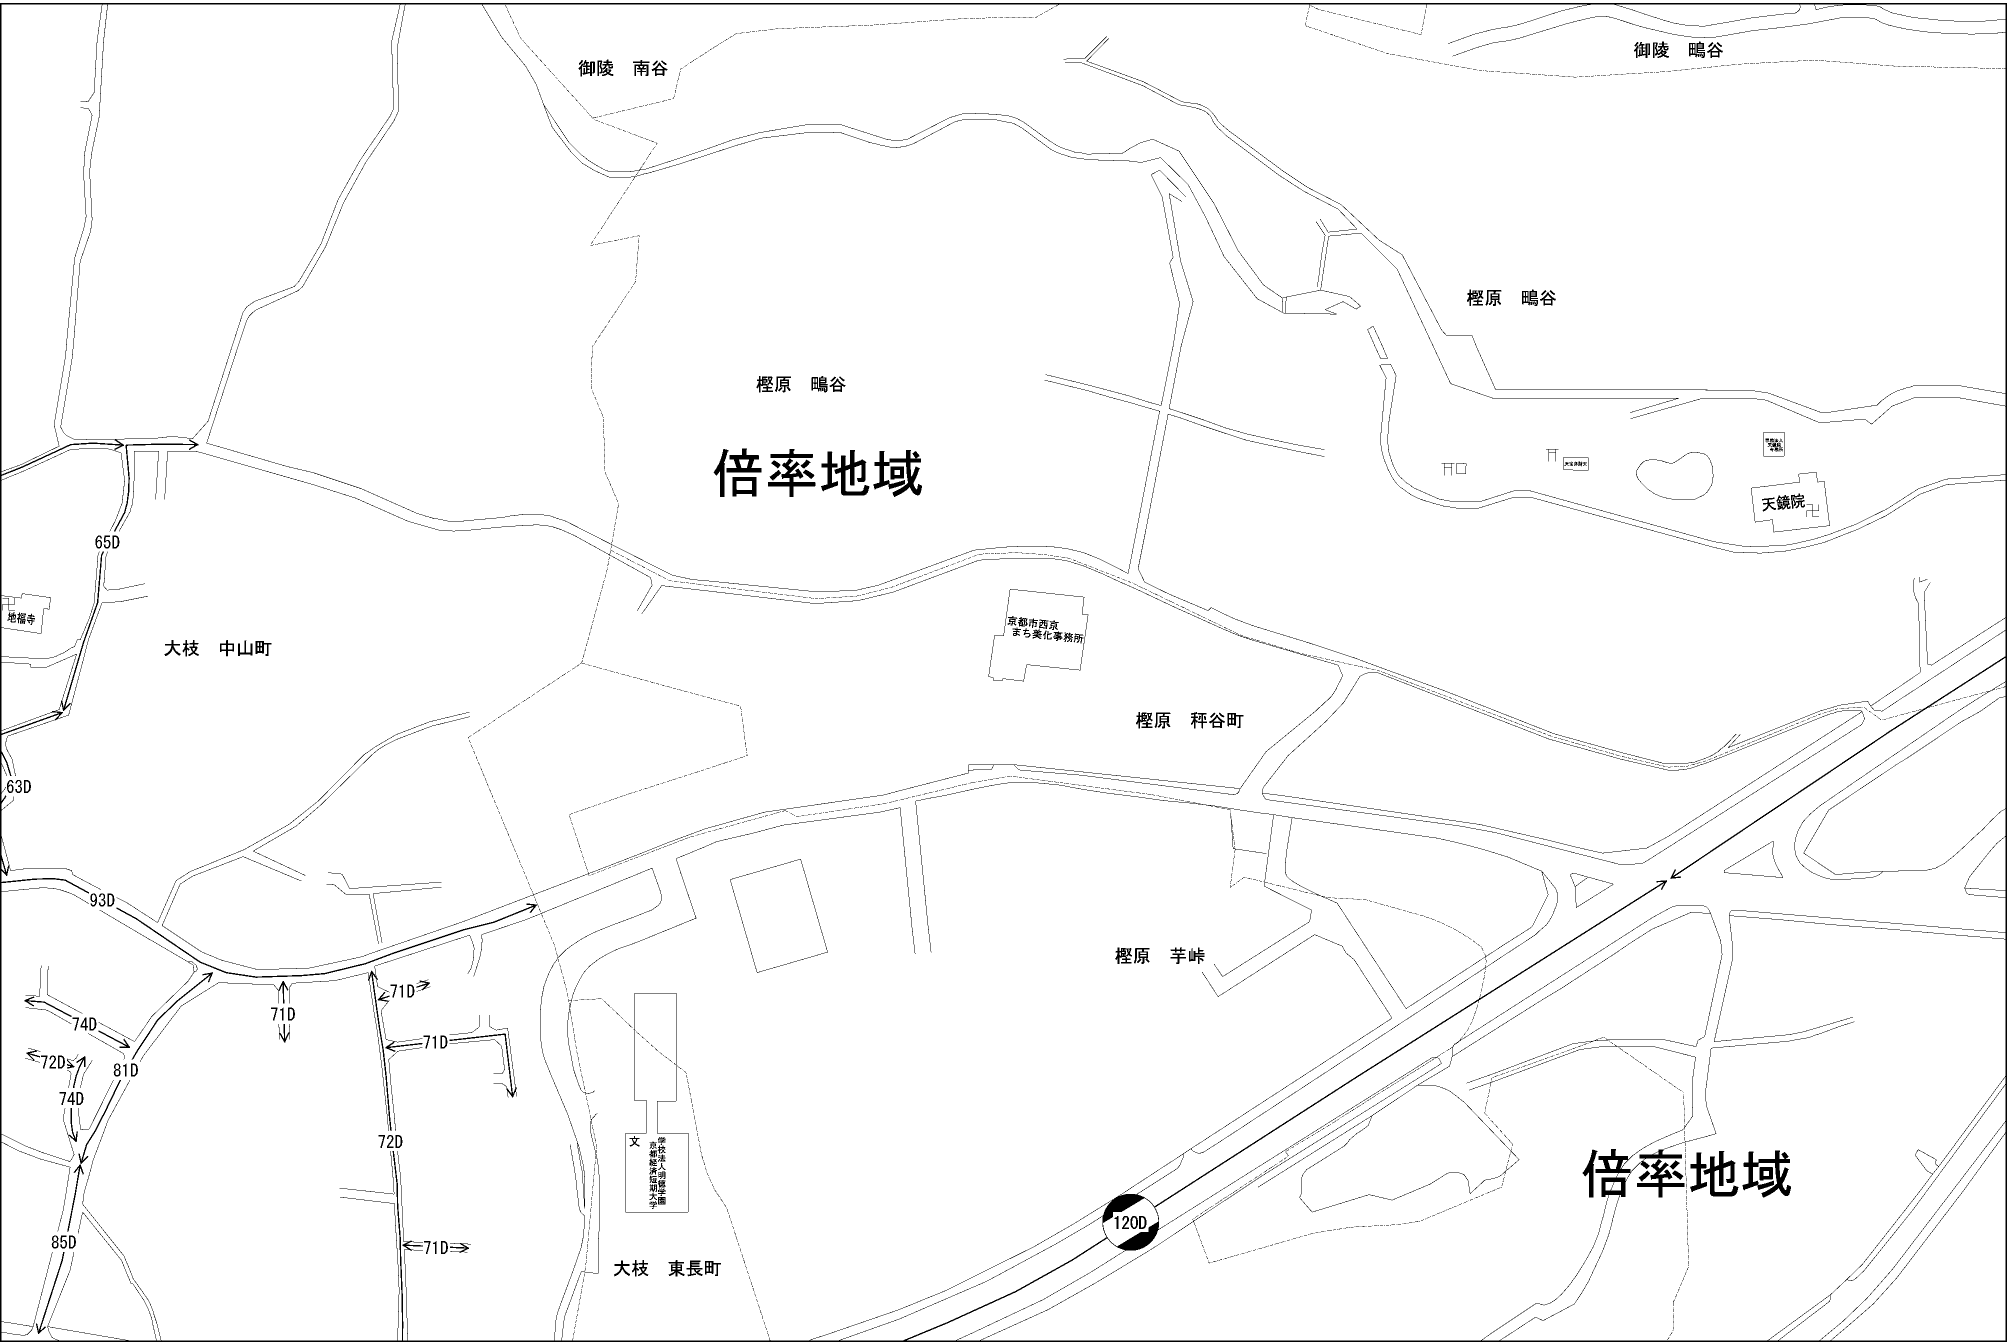 御陵　南谷
御陵　鴫谷
樫原　鴫谷
樫原　鴫谷
倍率地域
天鏡院
65D
地福寺
大枝　中山町
京都市西京
まち美化事務所
樫原　秤谷町
63D
93D
樫原　芋峠
71D
71D
74D
71D
72D
81D
74D
72D
文
学校法人明徳学園
京都経済短期大学
倍率地域
120D
85D
71D
大枝　東長町